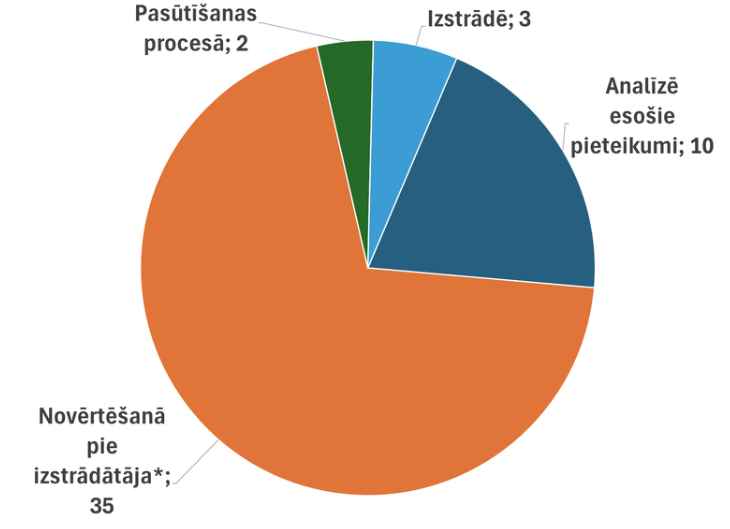 Pasūtīšanas
procesā; 2
Izstrādē; 3
Analīzē
esošie
pieteikumi; 10
Novērtēšanā
pie
izstrādātāja*;
35